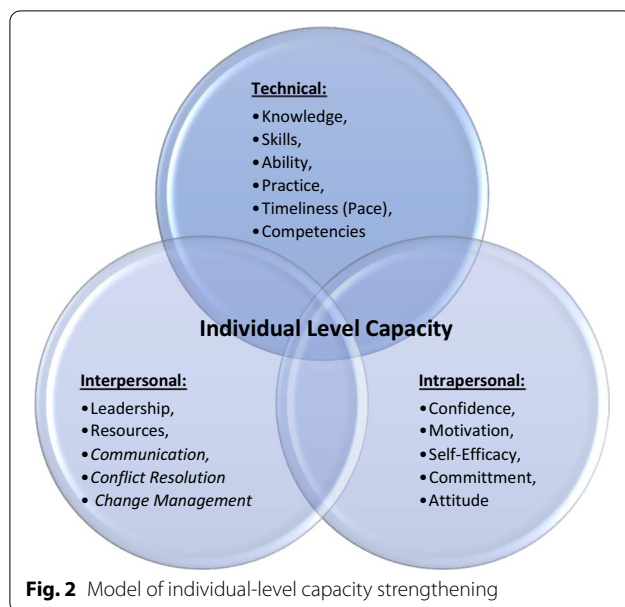 Technical:
•Knowledge,
•Skills,
•Ability,
•Practice,
•Timeliness (Pace),
•Competencies
Individual Level Capacity
Interpersonal:
•Leadership,
•Resources,
•Communication,
•Conflict Resolution
• Change Management
Intrapersonal:
•Confidence,
•Motivation,
•Self-Efficacy,
•Committment,
•Attitude
Fig. 2 Model of individual-level capacity strengthening